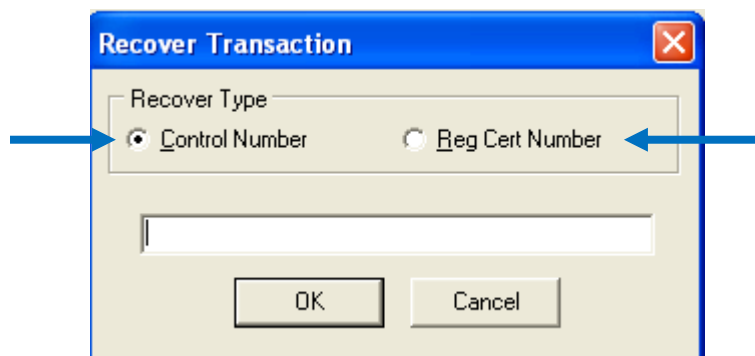 Recover Transaction
Recover Type
Control Number Reg Cert Number
OK Cancel